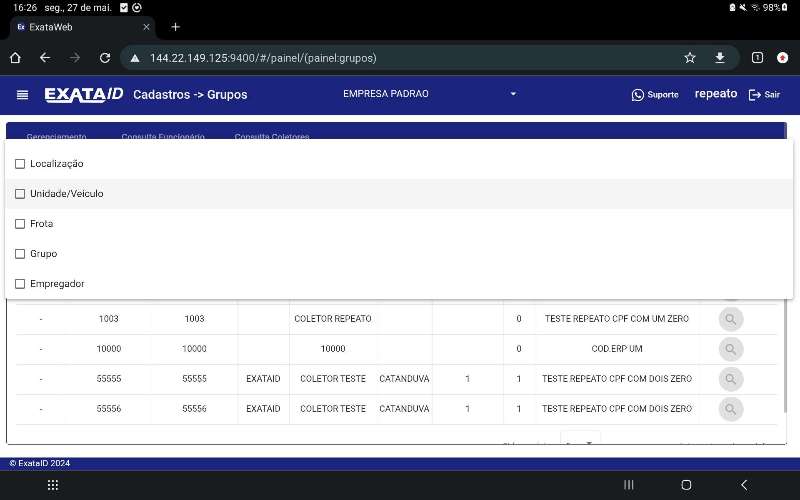 16:26 seg., 27 de mai. 98%
Ex ExataWeb
144.22.149.125:9400/#/painel/(painel:grupos) 1
EXATAID Cadastros -> Grupos EMPRESA PADRAO Suporte repeato Sair
Gerenciamento Consulta Funcionário Consulta Coletores
Localização
Unidade/Veículo
Frota
Grupo
Empregador
- 1003 1003 COLETOR REPEATO 0 TESTE REPEATO CPF COM UM ZERO
- 10000 10000 10000 0 COD.ERP UM
- 55555 55555 EXATAID COLETOR TESTE CATANDUVA 1 1 TESTE REPEATO CPF COM DOIS ZERO
- 55556 55556 EXATAID COLETOR TESTE CATANDUVA 1 1 TESTE REPEATO CPF COM DOIS ZERO
© ExataID 2024